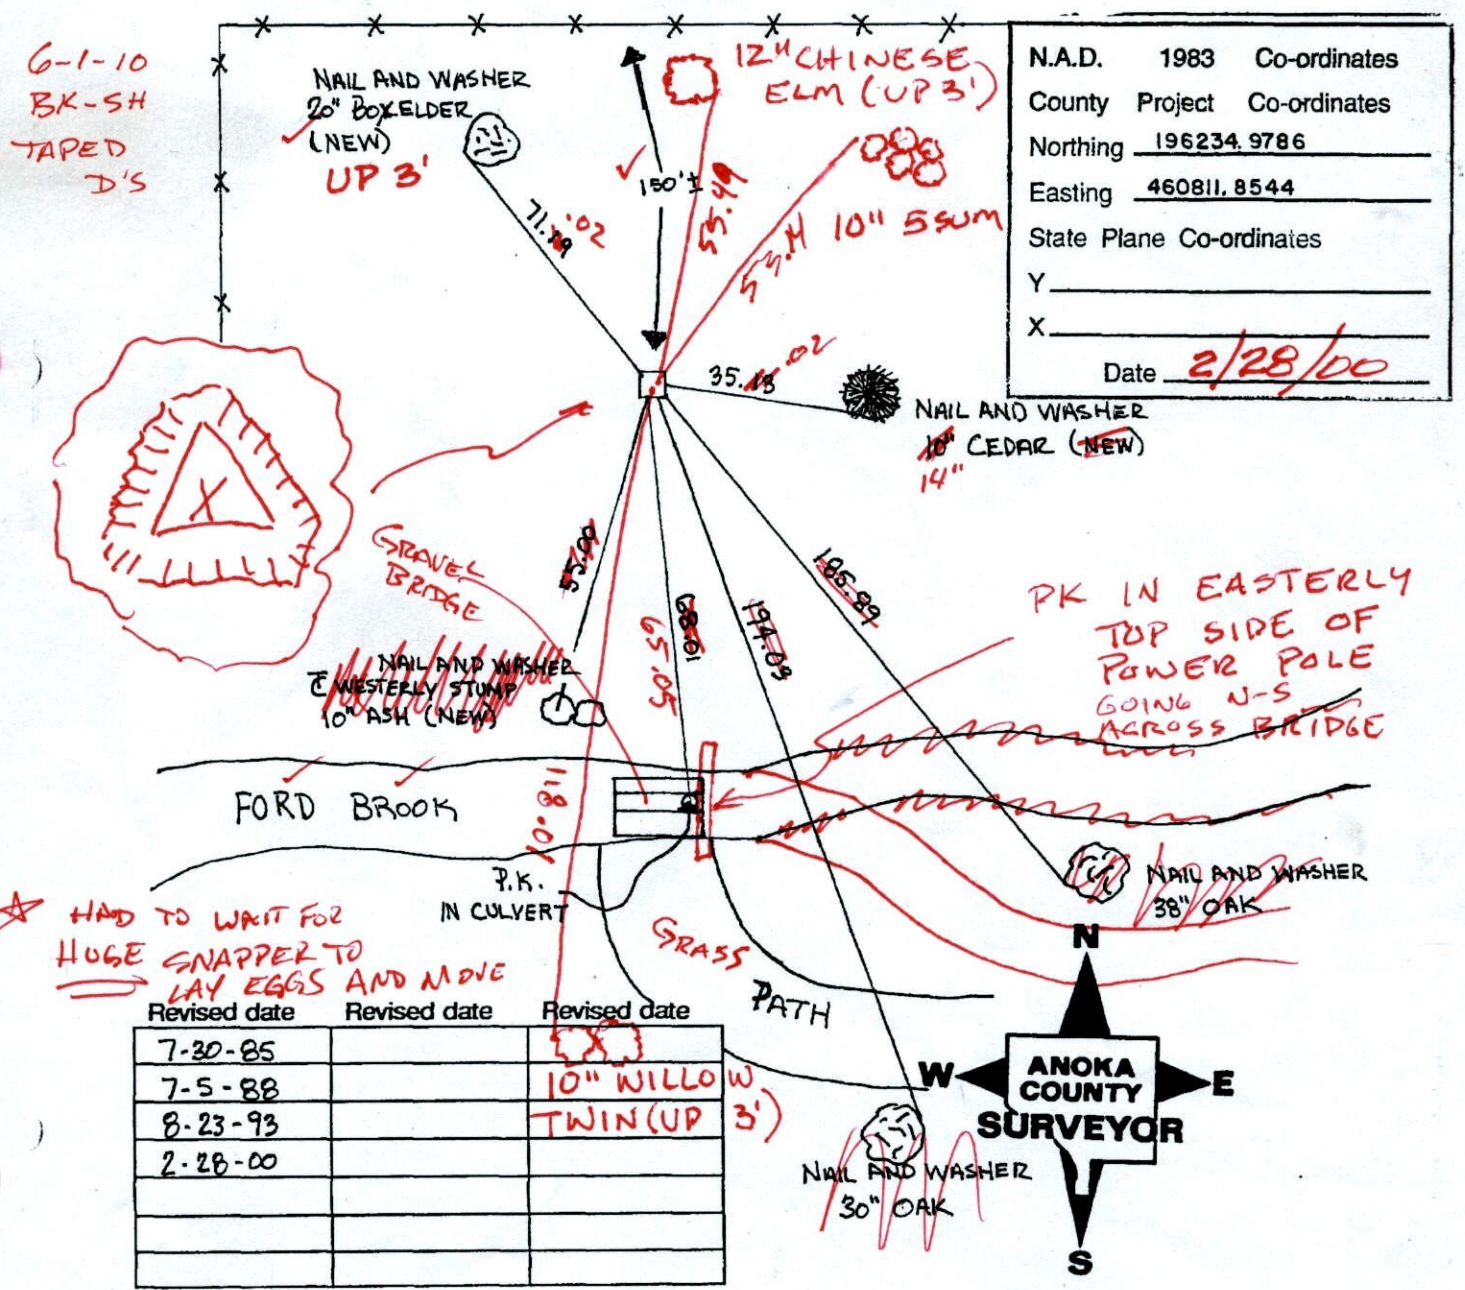 6-1-10
BK-SH
TAPED
D'S
NAIL AND WASHER
20" BOXELDER
(NEW)
UP 3'
12" CHINESE
ELM (UP 3')
150'±
10" 5 SUM
71.
.02
55.49
35.13
.02
NAIL AND WASHER
10" CEDAR (NEW)
14"
N.A.D. 1983 Co-ordinates
County Project Co-ordinates
Northing 196234.9786
Easting 460811.8544
State Plane Co-ordinates
Y
X
Date 2/28/00
X
GRAVEL
BRIDGE
55.00
65.05
68.01
194.09
185.89
PK IN EASTERLY
TOP SIDE OF
POWER POLE
GOING N-S
ACROSS BRIDGE
NAIL AND WASHER
℄ WESTERLY STUMP
10" ASH (NEW)
FORD BROOK
118.01
P.K.
IN CULVERT
NAIL AND WASHER
38" OAK
HAD TO WAIT FOR
HUGE SNAPPER TO
LAY EGGS AND MOVE
GRASS
PATH
Revised date Revised date Revised date
7-30-85
7-5-88
8-23-93
2-28-00
10" WILLOW
TWIN (UP 3')
NAIL AND WASHER
30" OAK
N
W
E
S
ANOKA
COUNTY
SURVEYOR